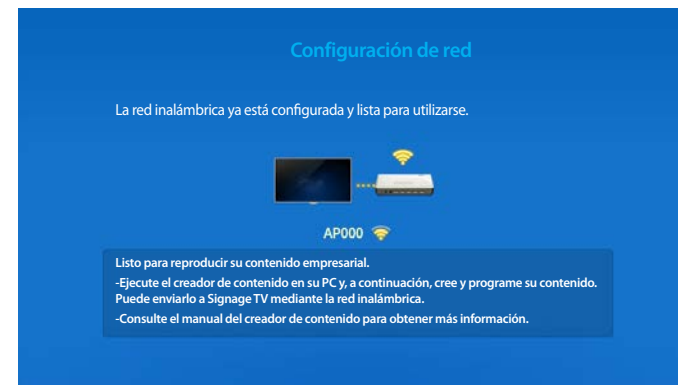 Configuración de red
La red inalámbrica ya está configurada y lista para utilizarse.
AP000
Listo para reproducir su contenido empresarial.
-Ejecute el creador de contenido en su PC y, a continuación, cree y programe su contenido.
Puede enviarlo a Signage TV mediante la red inalámbrica.
-Consulte el manual del creador de contenido para obtener más información.